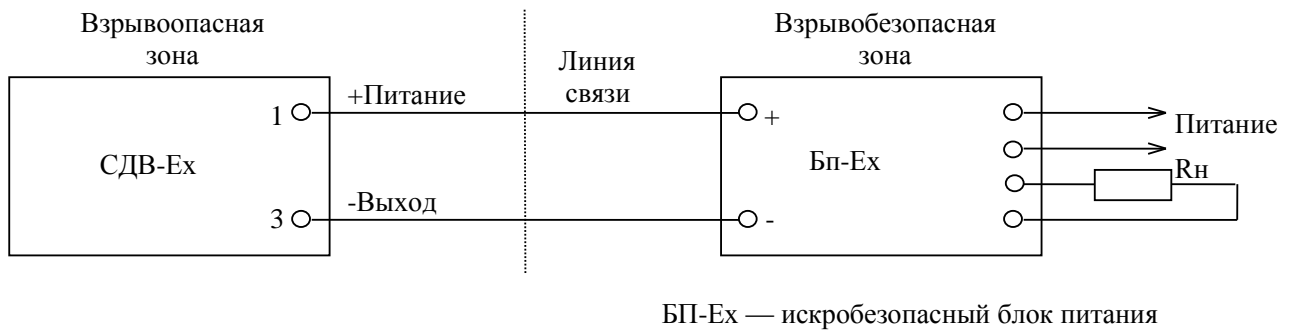 Взрывоопасная
зона
Взрывобезопасная
зона
Линия
связи
1
+Питание
+
Питание
СДВ-Ех
Бп-Ех
Rн
3
-Выход
-
БП-Ех — искробезопасный блок питания